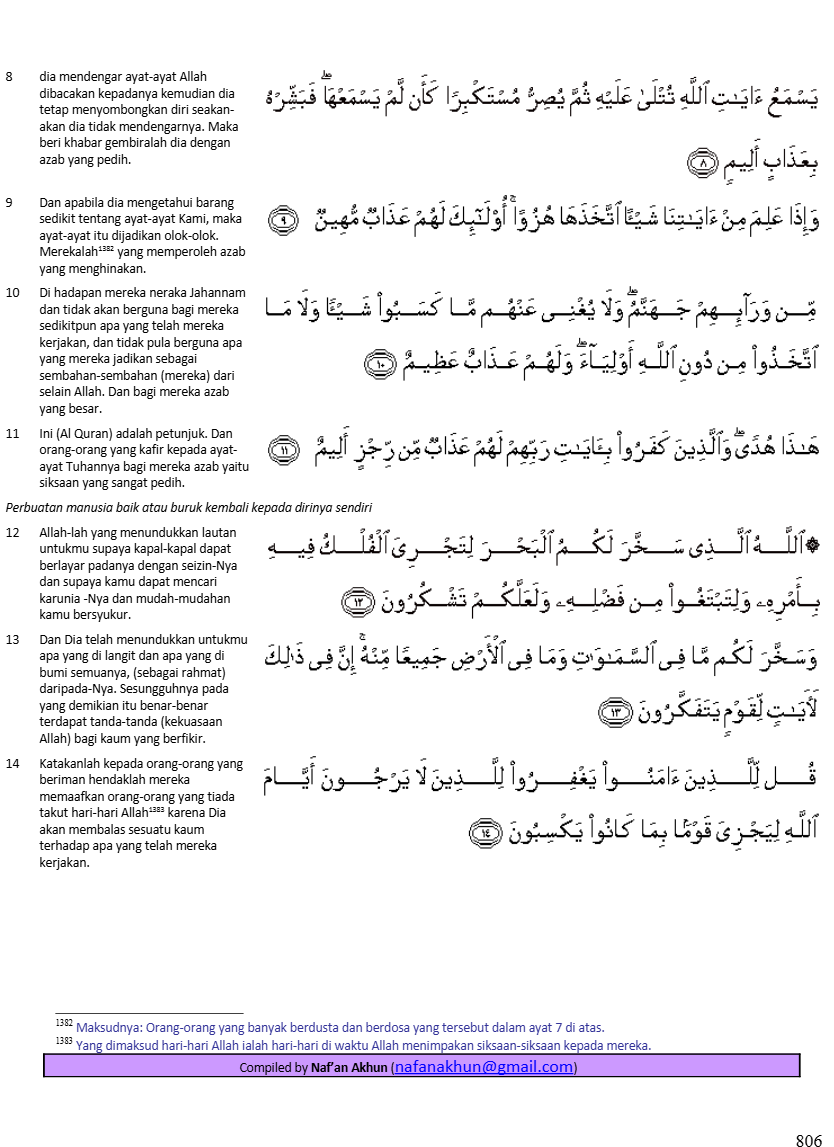 8 dia mendengar ayat-ayat Allah
dibacakan kepadanya kemudian dia
tetap menyombongkan diri seakan-
akan dia tidak mendengarnya. Maka
beri khabar gembiralah dia dengan
azab yang pedih.
يَسْمَعُ ءَايَـٰتِ ٱللَّهِ تُتْلَىٰ عَلَيْهِ ثُمَّ يُصِرُّ مُسْتَكْبِرًا كَأَن لَّمْ يَسْمَعْهَا ۖ فَبَشِّرْهُ
بِعَذَابٍ أَلِيمٍ ﴿٨﴾
9 Dan apabila dia mengetahui barang
sedikit tentang ayat-ayat Kami, maka
ayat-ayat itu dijadikan olok-olok.
Merekalah¹³⁸² yang memperoleh azab
yang menghinakan.
وَإِذَا عَلِمَ مِنْ ءَايَـٰتِنَا شَيْـًٔا ٱتَّخَذَهَا هُزُوًا ۚ أُو۟لَـٰٓئِكَ لَهُمْ عَذَابٌ مُّهِينٌ ﴿٩﴾
10 Di hadapan mereka neraka Jahannam
dan tidak akan berguna bagi mereka
sedikitpun apa yang telah mereka
kerjakan, dan tidak pula berguna apa
yang mereka jadikan sebagai
sembahan-sembahan (mereka) dari
selain Allah. Dan bagi mereka azab
yang besar.
مِّن وَرَآئِهِمْ جَهَنَّمُ ۖ وَلَا يُغْنِى عَنْهُم مَّا كَسَبُوا۟ شَيْـًٔا وَلَا مَا
ٱتَّخَذُوا۟ مِن دُونِ ٱللَّهِ أَوْلِيَآءَ ۖ وَلَهُمْ عَذَابٌ عَظِيمٌ ﴿١٠﴾
11 Ini (Al Quran) adalah petunjuk. Dan
orang-orang yang kafir kepada ayat-
ayat Tuhannya bagi mereka azab yaitu
siksaan yang sangat pedih.
هَـٰذَا هُدًى ۖ وَٱلَّذِينَ كَفَرُوا۟ بِـَٔايَـٰتِ رَبِّهِمْ لَهُمْ عَذَابٌ مِّن رِّجْزٍ أَلِيمٌ ﴿١١﴾
Perbuatan manusia baik atau buruk kembali kepada dirinya sendiri
12 Allah-lah yang menundukkan lautan
untukmu supaya kapal-kapal dapat
berlayar padanya dengan seizin-Nya
dan supaya kamu dapat mencari
karunia -Nya dan mudah-mudahan
kamu bersyukur.
۞ ٱللَّهُ ٱلَّذِى سَخَّرَ لَكُمُ ٱلْبَحْرَ لِتَجْرِىَ ٱلْفُلْكُ فِيهِ
بِأَمْرِهِۦ وَلِتَبْتَغُوا۟ مِن فَضْلِهِۦ وَلَعَلَّكُمْ تَشْكُرُونَ ﴿١٢﴾
13 Dan Dia telah menundukkan untukmu
apa yang di langit dan apa yang di
bumi semuanya, (sebagai rahmat)
daripada-Nya. Sesungguhnya pada
yang demikian itu benar-benar
terdapat tanda-tanda (kekuasaan
Allah) bagi kaum yang berfikir.
وَسَخَّرَ لَكُم مَّا فِى ٱلسَّمَـٰوَٰتِ وَمَا فِى ٱلْأَرْضِ جَمِيعًا مِّنْهُ ۚ إِنَّ فِى ذَٰلِكَ
لَـَٔايَـٰتٍ لِّقَوْمٍ يَتَفَكَّرُونَ ﴿١٣﴾
14 Katakanlah kepada orang-orang yang
beriman hendaklah mereka
memaafkan orang-orang yang tiada
takut hari-hari Allah¹³⁸³ karena Dia
akan membalas sesuatu kaum
terhadap apa yang telah mereka
kerjakan.
قُل لِّلَّذِينَ ءَامَنُوا۟ يَغْفِرُوا۟ لِلَّذِينَ لَا يَرْجُونَ أَيَّامَ
ٱللَّهِ لِيَجْزِىَ قَوْمًۢا بِمَا كَانُوا۟ يَكْسِبُونَ ﴿١٤﴾
¹³⁸² Maksudnya: Orang-orang yang banyak berdusta dan berdosa yang tersebut dalam ayat 7 di atas.
¹³⁸³ Yang dimaksud hari-hari Allah ialah hari-hari di waktu Allah menimpakan siksaan-siksaan kepada mereka.
Compiled by Naf'an Akhun (nafanakhun@gmail.com)
806